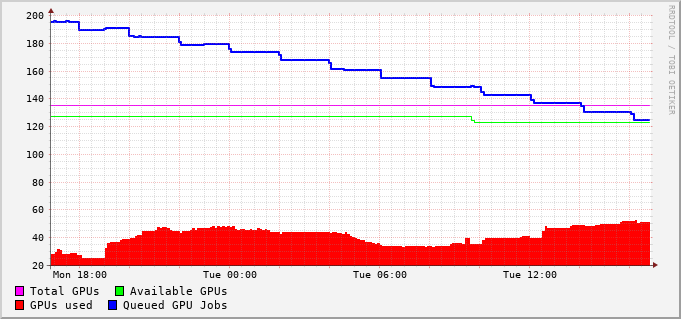 200
180
160
140
120
100
80
60
40
20
Mon 18:00 Tue 00:00 Tue 06:00 Tue 12:00
Total GPUs Available GPUs
GPUs used Queued GPU Jobs
RRDTOOL / TOBI OETIKER